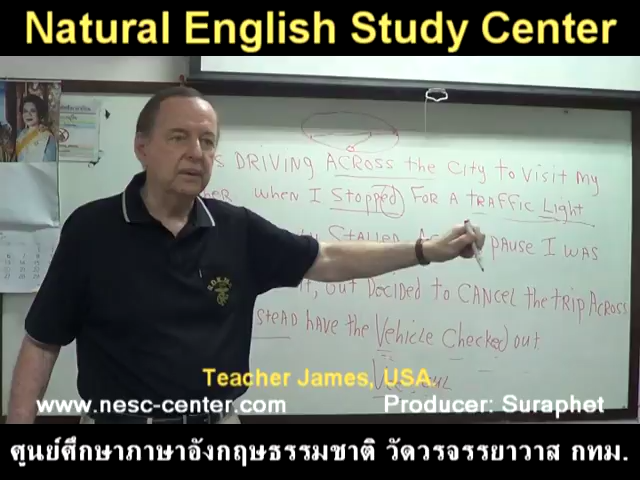 Natural English Study Center
S DRIVING ACROSS the CITY to VISIT MY
HER WHEN I Stopped FOR A TRAFFIC Light
Stalled PAUSE I WAS
but DECIDED to CANCEL the tRIP ACROSS
STEAD HAVE the Vehicle Checked out
Teacher James, USA.
www.nesc-center.com Producer: Suraphet
ศูนย์ศึกษาภาษาอังกฤษธรรมชาติ วัดวรจรรยาวาส กทม.